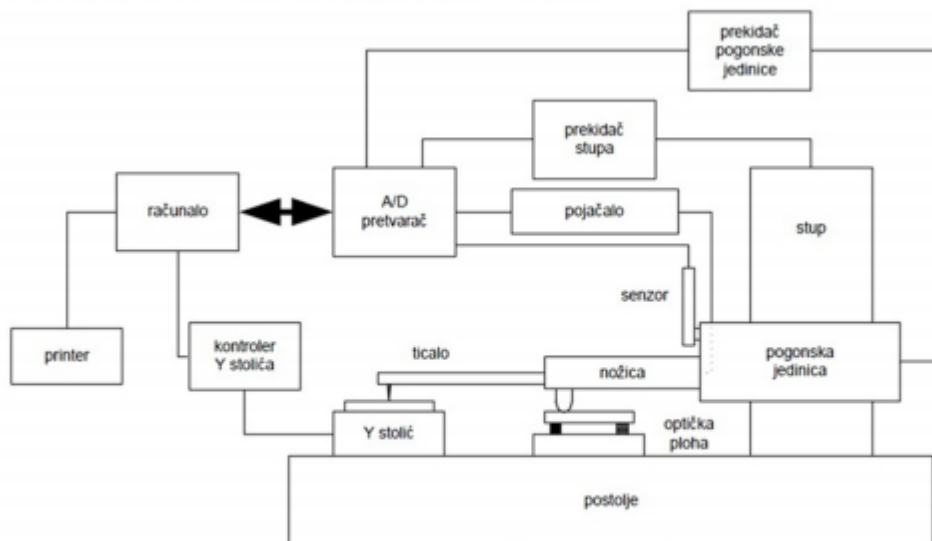 prekidač
pogonske
jedinice
prekidač
stupa
računalo
A/D
pretvarač
pojačalo
stup
senzor
printer
kontroler
Y stolića
ticalo
nožica
pogonska
jedinica
Y stolić
optička
ploha
postolje